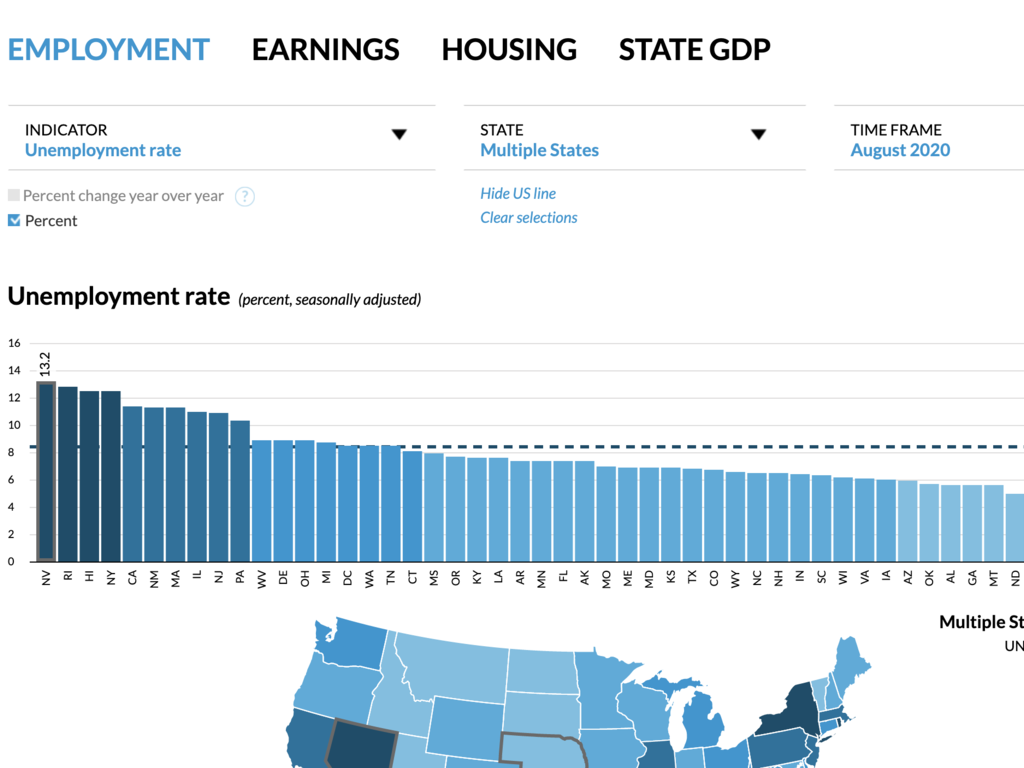 EMPLOYMENT EARNINGS HOUSING STATE GDP
INDICATOR
Unemployment rate
STATE
Multiple States
TIME FRAME
August 2020
Percent change year over year ?
Percent
Hide US line
Clear selections
Unemployment rate (percent, seasonally adjusted)
16
14
12
10
8
6
4
2
0
13.2
NV RI HI NY CA NM MA IL NJ PA WV DE OH MI DC WA TN CT MS OR KY LA AR MN FL AK MO ME MD KS TX CO WY NC NH IN SC WI VA IA AZ OK AL GA MT ND
Multiple St
UN